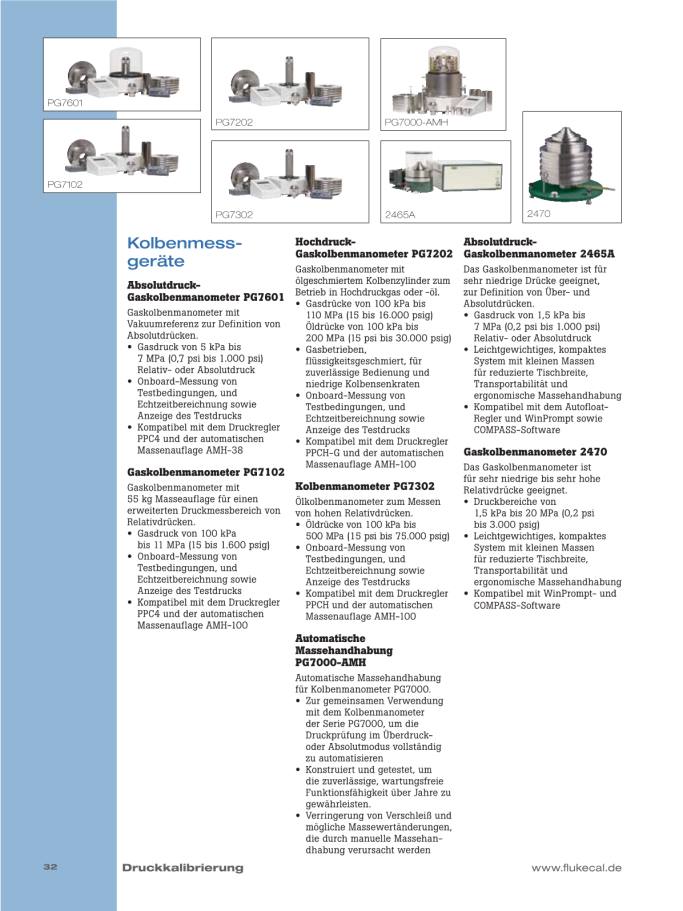 PG7601
PG7202
PG7000-AMH
PG7102
PG7302
2465A
2470
Kolbenmess-
geräte
Absolutdruck-
Gaskolbenmanometer PG7601
Gaskolbenmanometer mit
Vakuumreferenz zur Definition von
Absolutdrücken.
• Gasdruck von 5 kPa bis
7 MPa (0,7 psi bis 1.000 psi)
Relativ- oder Absolutdruck
• Onboard-Messung von
Testbedingungen, und
Echtzeitbereichnung sowie
Anzeige des Testdrucks
• Kompatibel mit dem Druckregler
PPC4 und der automatischen
Massenauflage AMH-38
Gaskolbenmanometer PG7102
Gaskolbenmanometer mit
55 kg Masseauflage für einen
erweiterten Druckmessbereich von
Relativdrücken.
• Gasdruck von 100 kPa
bis 11 MPa (15 bis 1.600 psig)
• Onboard-Messung von
Testbedingungen, und
Echtzeitbereichnung sowie
Anzeige des Testdrucks
• Kompatibel mit dem Druckregler
PPC4 und der automatischen
Massenauflage AMH-100
Hochdruck-
Gaskolbenmanometer PG7202
Gaskolbenmanometer mit
ölgeschmiertem Kolbenzylinder zum
Betrieb in Hochdruckgas oder -öl.
• Gasdrücke von 100 kPa bis
110 MPa (15 bis 16.000 psig)
Öldrücke von 100 kPa bis
200 MPa (15 bis 30.000 psig)
• Gasbetrieben,
flüssigkeitsgeschmiert, für
zuverlässige Bedienung und
niedrige Kolbensenkraten
• Onboard-Messung von
Testbedingungen, und
Echtzeitbereichnung sowie
Anzeige des Testdrucks
• Kompatibel mit dem Druckregler
PPCH-G und der automatischen
Massenauflage AMH-100
Kolbenmanometer PG7302
Ölkolbenmanometer zum Messen
von hohen Relativdrücken.
• Öldrücke von 100 kPa bis
500 MPa (15 psi bis 75.000 psig)
• Onboard-Messung von
Testbedingungen, und
Echtzeitbereichnung sowie
Anzeige des Testdrucks
• Kompatibel mit dem Druckregler
PPCH und der automatischen
Massenauflage AMH-100
Automatische
Massehandhabung
PG7000-AMH
Automatische Massehandhabung
für Kolbenmanometer PG7000.
• Zur gemeinsamen Verwendung
mit dem Kolbenmanometer
der Serie PG7000, um die
Druckprüfung im Überdruck-
oder Absolutmodus vollständig
zu automatisieren
• Konstruiert und getestet, um
die zuverlässige, wartungsfreie
Funktionsfähigkeit über Jahre zu
gewährleisten.
• Verringerung von Verschleiß und
mögliche Massewertänderungen,
die durch manuelle Massehan-
dhabung verursacht werden
Absolutdruck-
Gaskolbenmanometer 2465A
Das Gaskolbenmanometer ist für
sehr niedrige Drücke geeignet,
zur Definition von Über- und
Absolutdrücken.
• Gasdruck von 1,5 kPa bis
7 MPa (0,2 psi bis 1.000 psi)
Relativ- oder Absolutdruck
• Leichtgewichtiges, kompaktes
System mit kleinen Massen
für reduzierte Tischbreite,
Transportabilität und
ergonomische Massehandhabung
• Kompatibel mit dem Autofloat-
Regler und WinPrompt sowie
COMPASS-Software
Gaskolbenmanometer 2470
Das Gaskolbenmanometer ist
für sehr niedrige bis sehr hohe
Relativdrücke geeignet.
• Druckbereiche von
1,5 kPa bis 20 MPa (0,2 psi
bis 3.000 psig)
• Leichtgewichtiges, kompaktes
System mit kleinen Massen
für reduzierte Tischbreite,
Transportabilität und
ergonomische Massehandhabung
• Kompatibel mit WinPrompt- und
COMPASS-Software
32
Druckkalibrierung
www.flukecal.de